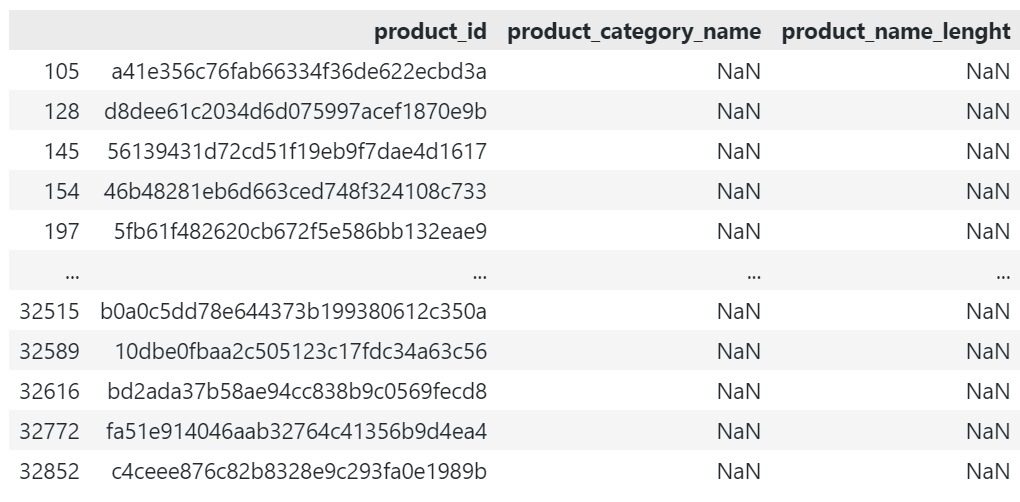 product_id product_category_name product_name_lenght
105 a41e356c76fab66334f36de622ecbd3a NaN NaN
128 d8dee61c2034d6d075997acef1870e9b NaN NaN
145 56139431d72cd51f19eb9f7dae4d1617 NaN NaN
154 46b48281eb6d663ced748f324108c733 NaN NaN
197 5fb61f482620cb672f5e586bb132eae9 NaN NaN
... ... ... ...
32515 b0a0c5dd78e644373b199380612c350a NaN NaN
32589 10dbe0fbaa2c505123c17fdc34a63c56 NaN NaN
32616 bd2ada37b58ae94cc838b9c0569fecd8 NaN NaN
32772 fa51e914046aab32764c41356b9d4ea4 NaN NaN
32852 c4ceee876c82b8328e9c293fa0e1989b NaN NaN